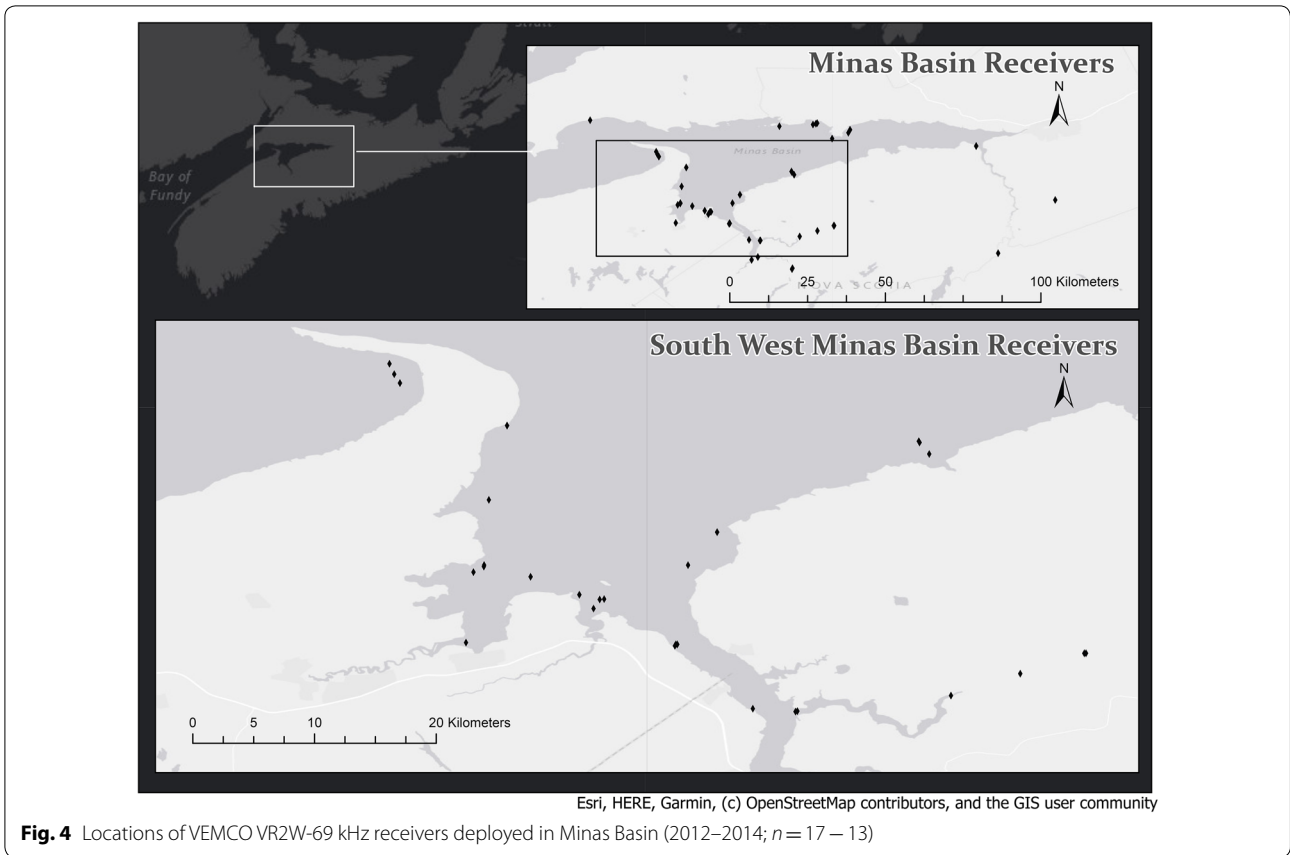 Minas Basin Receivers
N
Bay of
Fundy
Minas Basin
NOVA SCOTIA
0 25 50 100 Kilometers
South West Minas Basin Receivers
N
0 5 10 20 Kilometers
Esri, HERE, Garmin, (c) OpenStreetMap contributors, and the GIS user community
Fig. 4 Locations of VEMCO VR2W-69 kHz receivers deployed in Minas Basin (2012–2014; n = 17 – 13)